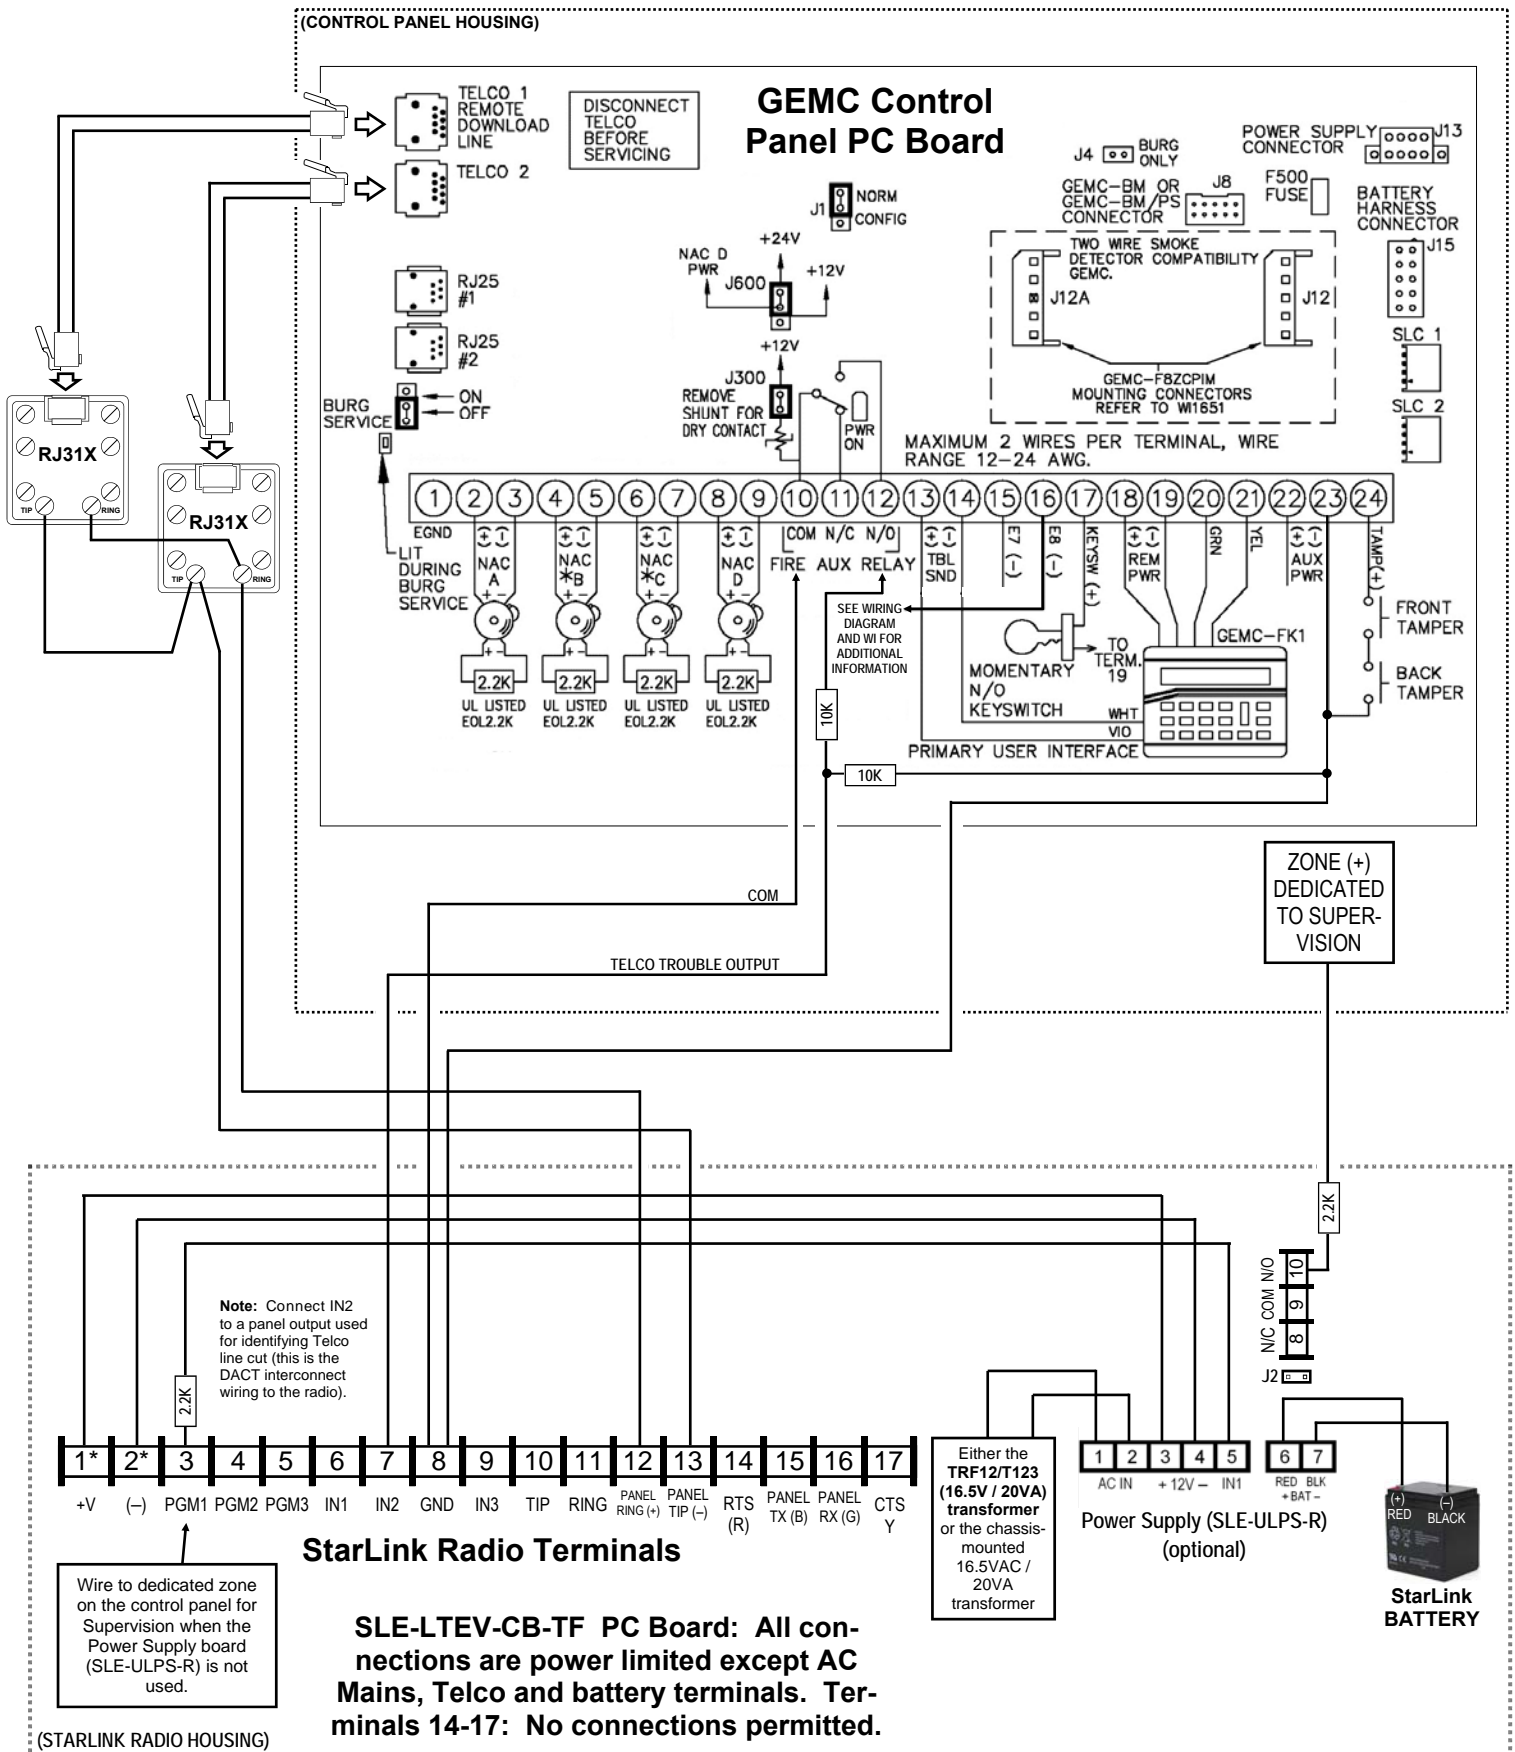 (CONTROL PANEL HOUSING)
GEMC Control
Panel PC Board
TELCO 1
REMOTE
DOWNLOAD
LINE
TELCO 2
DISCONNECT
TELCO
BEFORE
SERVICING
J1
NORM
CONFIG
J4
BURG
ONLY
POWER SUPPLY
CONNECTOR
J13
GEMC-BM OR
GEMC-BM/PS
CONNECTOR
J8
F500
FUSE
BATTERY
HARNESS
CONNECTOR
J15
TWO WIRE SMOKE
DETECTOR COMPATIBILITY
GEMC.
J12A
J12
GEMC-F8ZCPIM
MOUNTING CONNECTORS
REFER TO WI1651
SLC 1
SLC 2
NAC D
PWR
+24V
J600
+12V
RJ25
#1
RJ25
#2
+12V
J300
REMOVE
SHUNT FOR
DRY CONTACT
PWR
ON
BURG
SERVICE
ON
OFF
MAXIMUM 2 WIRES PER TERMINAL, WIRE
RANGE 12-24 AWG.
RJ31X
TIP
RING
RJ31X
TIP
RING
1 2 3 4 5 6 7 8 9 10 11 12 13 14 15 16 17 18 19 20 21 22 23 24
EGND
LIT
DURING
BURG
SERVICE
(+) (-)
NAC
A
+ -
+ -
2.2K
UL LISTED
EOL2.2K
(+) (-)
NAC
*B
+ -
+ -
2.2K
UL LISTED
EOL2.2K
(+) (-)
NAC
*C
+ -
+ -
2.2K
UL LISTED
EOL2.2K
(+) (-)
NAC
D
+ -
+ -
2.2K
UL LISTED
EOL2.2K
COM N/C N/O
FIRE AUX RELAY
(+) (-)
TBL
SND
E7 (-)
E8 (-)
KEYSW (+)
(+) (-)
REM
PWR
GRN
YEL
(+) (-)
AUX
PWR
TAMP(+)
SEE WIRING
DIAGRAM
AND WI FOR
ADDITIONAL
INFORMATION
TO
TERM.
19
MOMENTARY
N/O
KEYSWITCH
GEMC-FK1
WHT
VIO
PRIMARY USER INTERFACE
FRONT
TAMPER
BACK
TAMPER
10K
10K
COM
TELCO TROUBLE OUTPUT
ZONE (+)
DEDICATED
TO SUPER-
VISION
2.2K
N/C COM N/O
8 9 10
J2
Note: Connect IN2
to a panel output used
for identifying Telco
line cut (this is the
DACT interconnect
wiring to the radio).
2.2K
1* 2* 3 4 5 6 7 8 9 10 11 12 13 14 15 16 17
+V (–) PGM1 PGM2 PGM3 IN1 IN2 GND IN3 TIP RING
PANEL
RING (+)
PANEL
TIP (–)
RTS
(R)
PANEL
TX (B)
PANEL
RX (G)
CTS
Y
StarLink Radio Terminals
Wire to dedicated zone
on the control panel for
Supervision when the
Power Supply board
(SLE-ULPS-R) is not
used.
SLE-LTEV-CB-TF PC Board: All con-
nections are power limited except AC
Mains, Telco and battery terminals. Ter-
minals 14-17: No connections permitted.
Either the
TRF12/T123
(16.5V / 20VA)
transformer
or the chassis-
mounted
16.5VAC /
20VA
transformer
1 2 3 4 5
AC IN + 12V – IN1
6 7
RED BLK
+ BAT –
Power Supply (SLE-ULPS-R)
(optional)
(+)
RED
(–)
BLACK
StarLink
BATTERY
(STARLINK RADIO HOUSING)